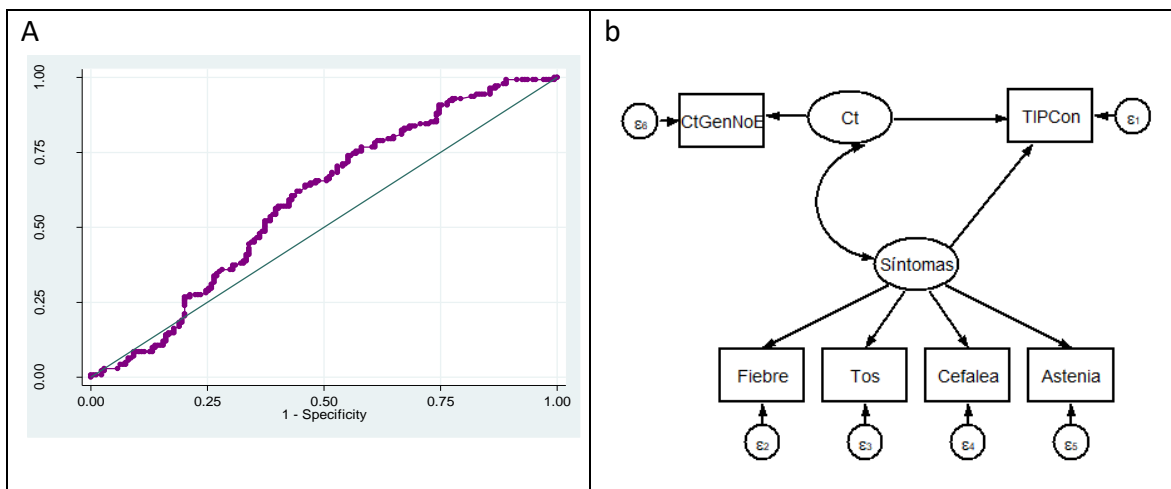 A
1.00
0.75
0.50
0.25
0.00
0.00 0.25 0.50 0.75 1.00
1 - Specificity
b
ε6 CtGenNoE Ct TIPCon ε1
Síntomas
Fiebre Tos Cefalea Astenia
ε2 ε3 ε4 ε5